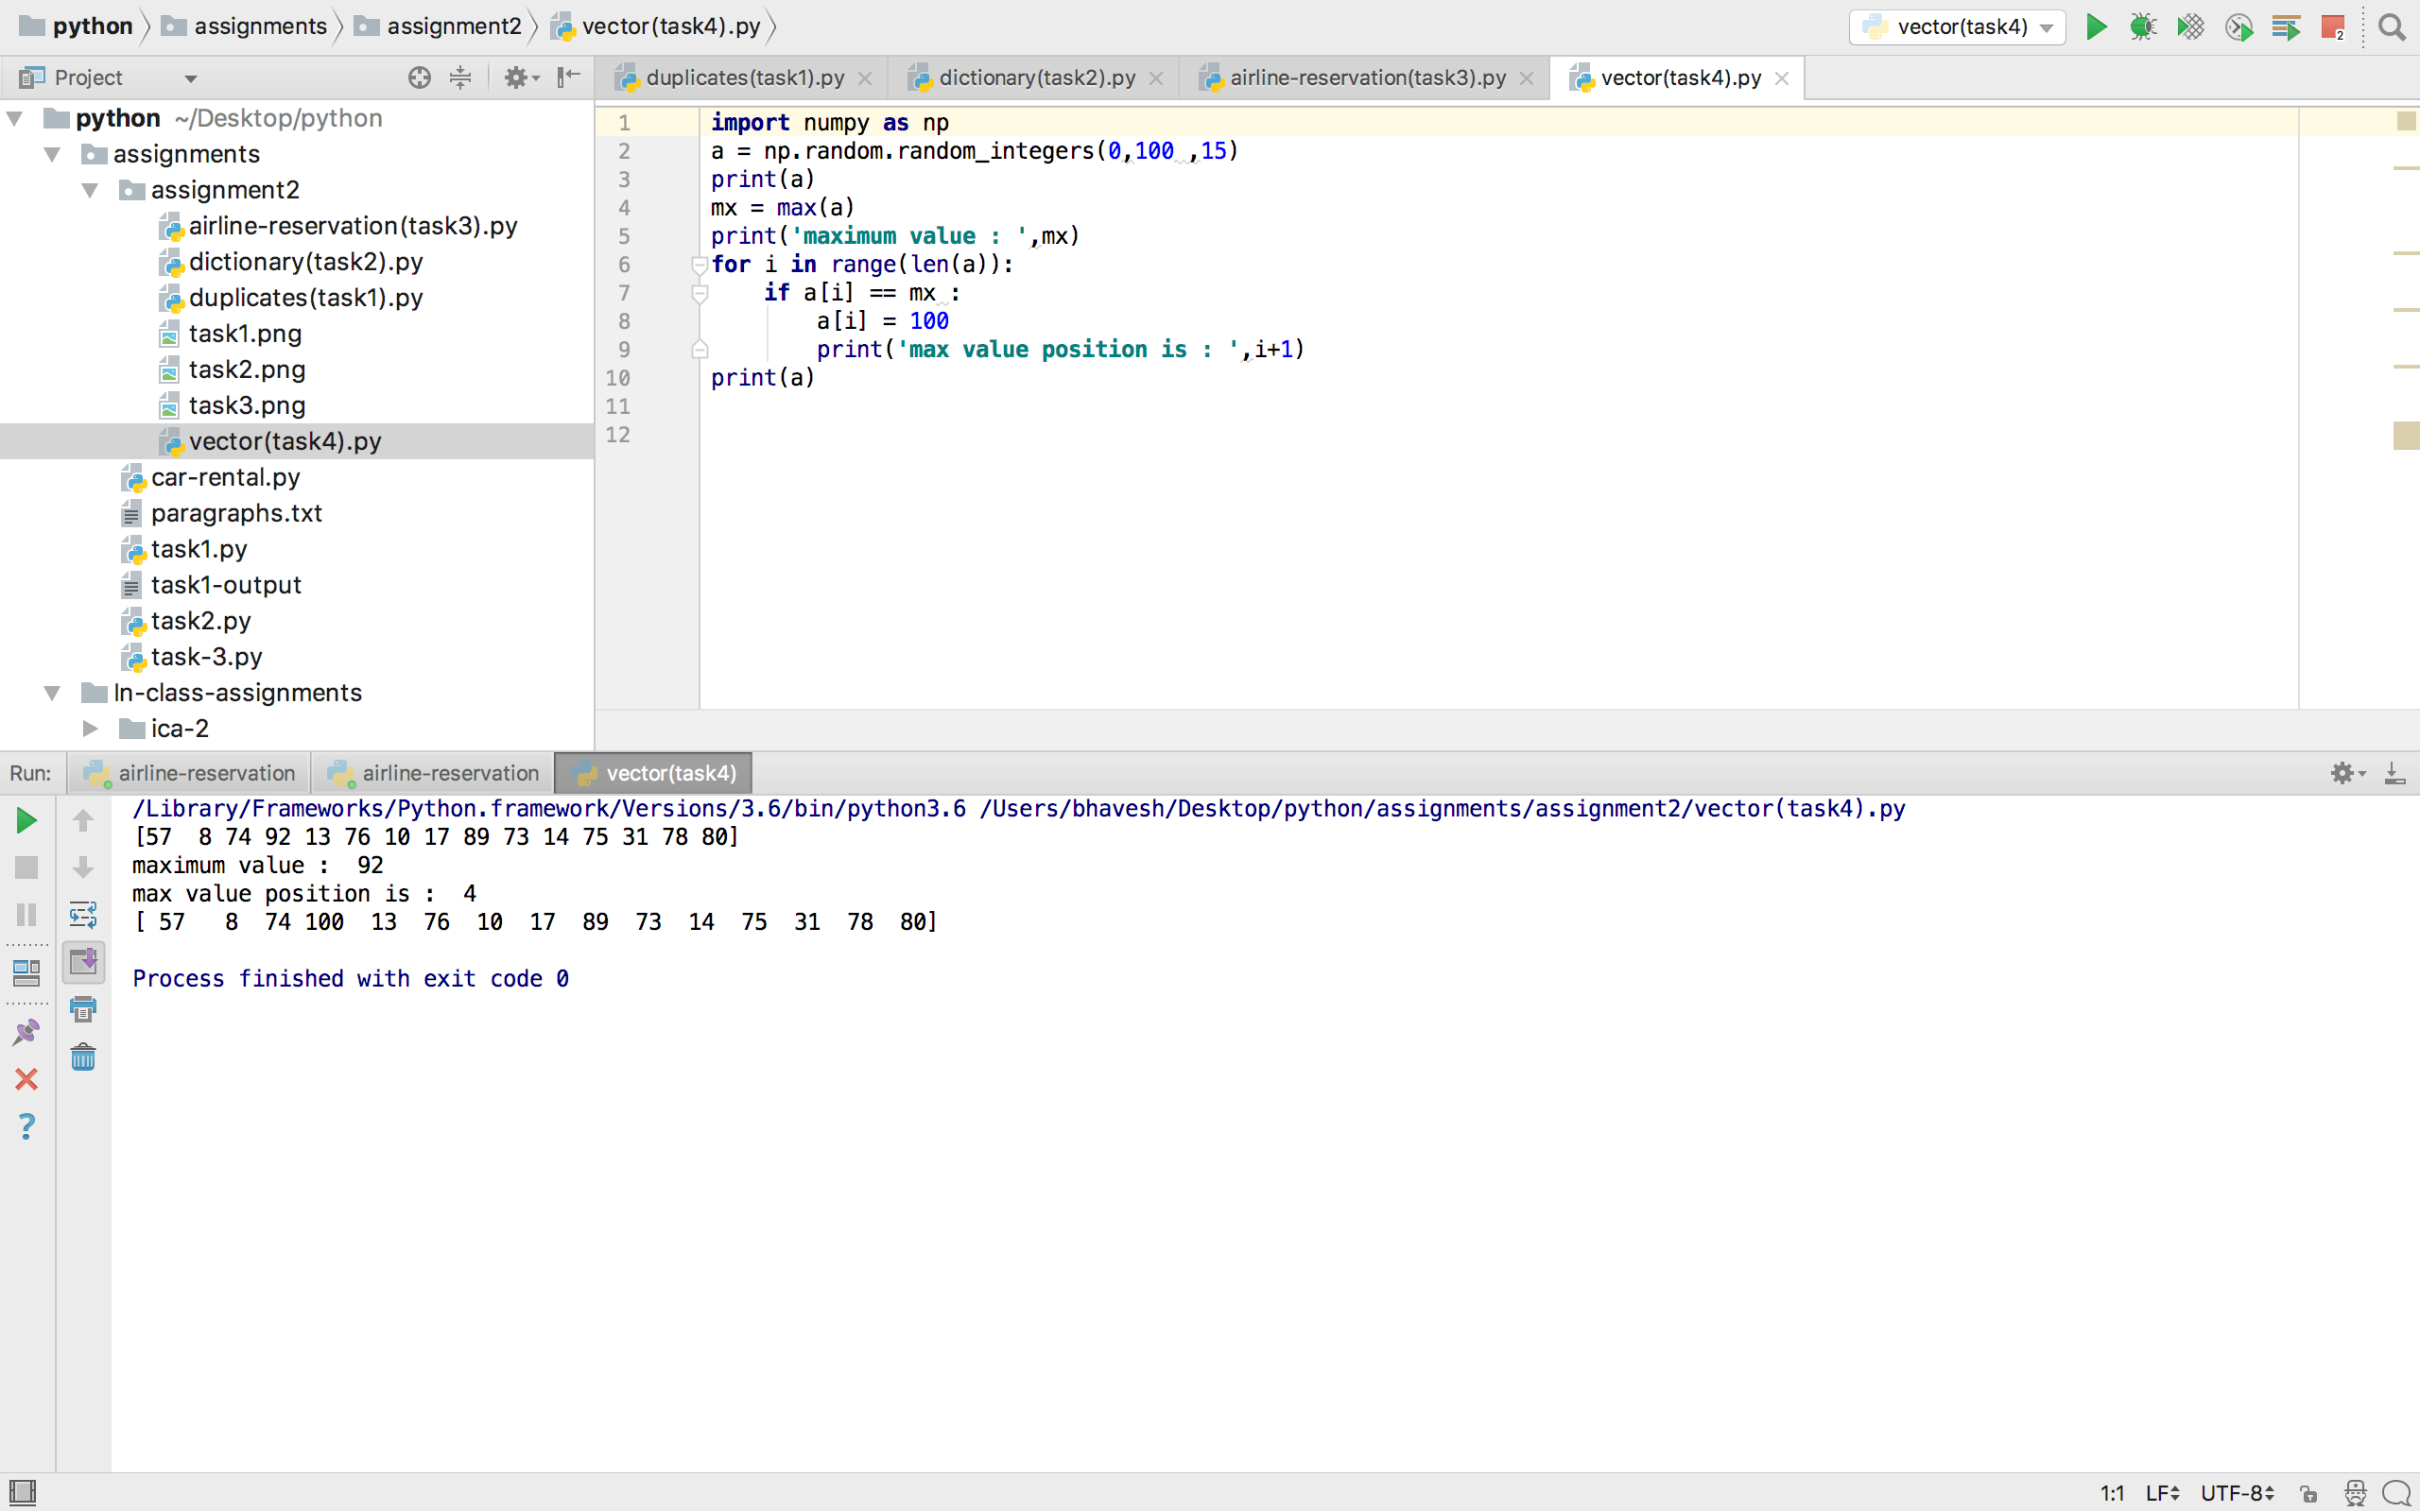 python assignments assignment2 vector(task4).py vector(task4) 2
Project duplicates(task1).py dictionary(task2).py airline-reservation(task3).py vector(task4).py
python ~/Desktop/python
assignments
assignment2
airline-reservation(task3).py
dictionary(task2).py
duplicates(task1).py
task1.png
task2.png
task3.png
vector(task4).py
car-rental.py
paragraphs.txt
task1.py
task1-output
task2.py
task-3.py
In-class-assignments
ica-2
1 import numpy as np
2 a = np.random.random_integers(0,100 ,15)
3 print(a)
4 mx = max(a)
5 print('maximum value : ',mx)
6 for i in range(len(a)):
7     if a[i] == mx :
8         a[i] = 100
9         print('max value position is : ',i+1)
10 print(a)
11
12
Run: airline-reservation airline-reservation vector(task4)
/Library/Frameworks/Python.framework/Versions/3.6/bin/python3.6 /Users/bhavesh/Desktop/python/assignments/assignment2/vector(task4).py
[57  8 74 92 13 76 10 17 89 73 14 75 31 78 80]
maximum value :  92
max value position is :  4
[ 57   8  74 100  13  76  10  17  89  73  14  75  31  78  80]
Process finished with exit code 0
1:1 LF UTF-8